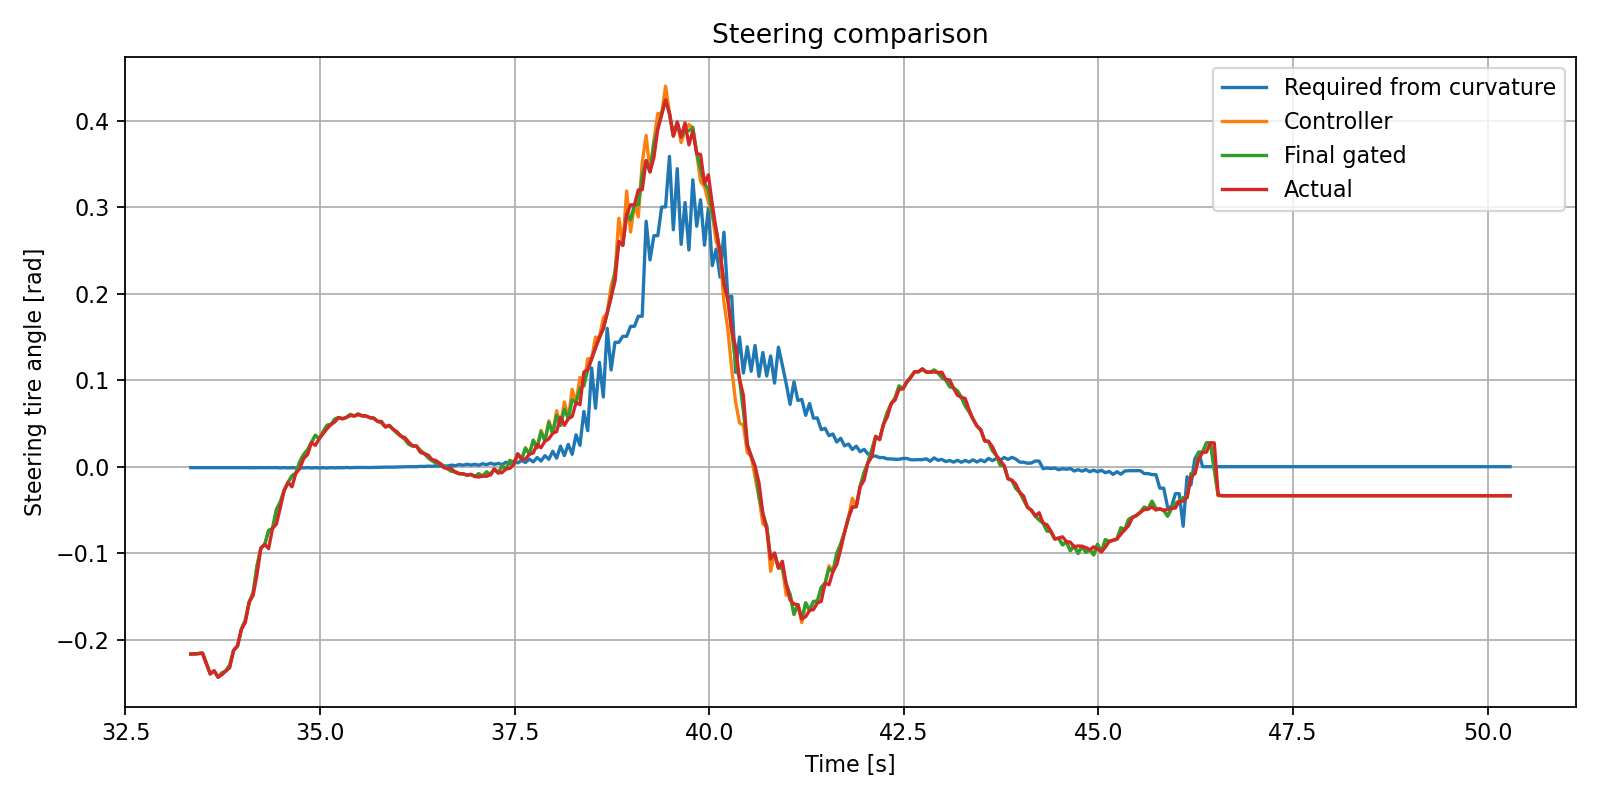 Steering comparison
Required from curvature
Controller
Final gated
Actual
Steering tire angle [rad]
0.4
0.3
0.2
0.1
0.0
−0.1
−0.2
32.5 35.0 37.5 40.0 42.5 45.0 47.5 50.0
Time [s]